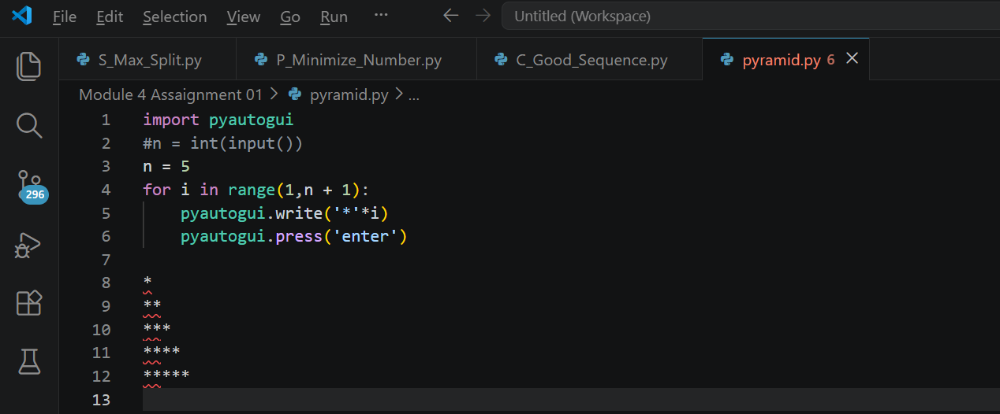 File Edit Selection View Go Run ... ← → Untitled (Workspace)
S_Max_Split.py P_Minimize_Number.py C_Good_Sequence.py pyramid.py 6 ×
Module 4 Assaignment 01 > pyramid.py > ...
1 import pyautogui
2 #n = int(input())
3 n = 5
4 for i in range(1,n + 1):
5     pyautogui.write('*'*i)
6     pyautogui.press('enter')
7
8 *
9 **
10 ***
11 ****
12 *****
13
296